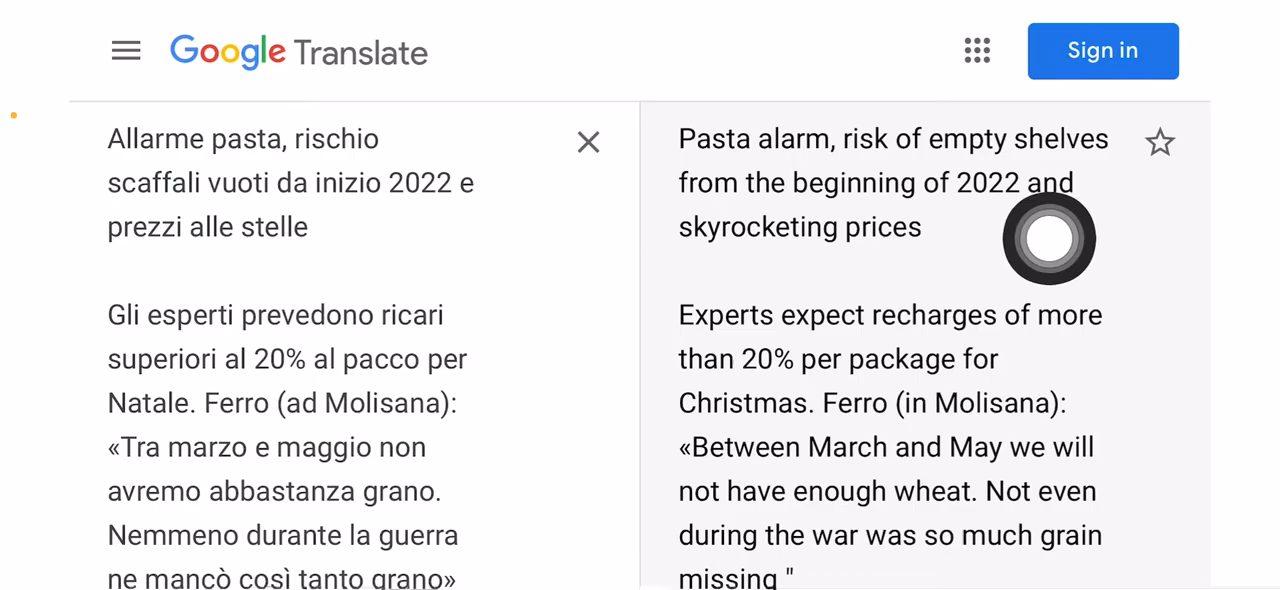 Google Translate
Sign in
Allarme pasta, rischio
scaffali vuoti da inizio 2022 e
prezzi alle stelle
Gli esperti prevedono ricari
superiori al 20% al pacco per
Natale. Ferro (ad Molisana):
«Tra marzo e maggio non
avremo abbastanza grano.
Nemmeno durante la guerra
ne mancò così tanto grano»
Pasta alarm, risk of empty shelves
from the beginning of 2022 and
skyrocketing prices
Experts expect recharges of more
than 20% per package for
Christmas. Ferro (in Molisana):
«Between March and May we will
not have enough wheat. Not even
during the war was so much grain
missing "